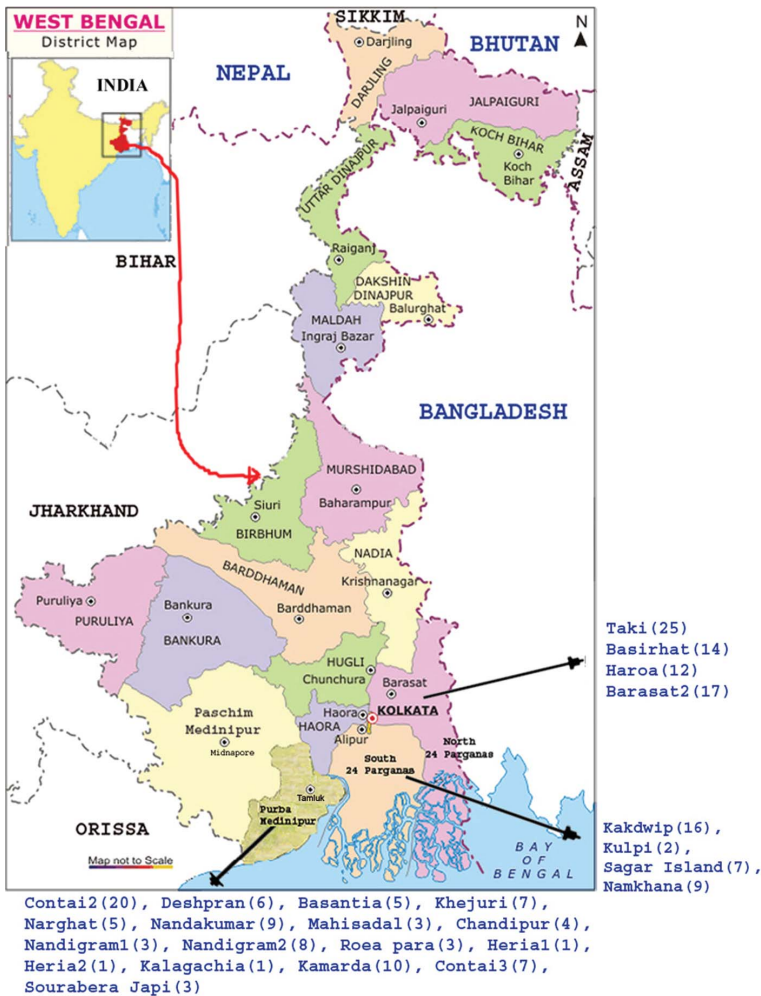 WEST BENGAL
District Map
INDIA
N
SIKKIM
BHUTAN
NEPAL
ASSAM
BIHAR
BANGLADESH
JHARKHAND
ORISSA
Darjling
DARJLING
Jalpaiguri
JALPAIGURI
KOCH BIHAR
Koch
Bihar
UTTAR DINAJPUR
Raiganj
DAKSHIN
DINAJPUR
Balurghat
MALDAH
Ingraj Bazar
MURSHIDABAD
Baharampur
Siuri
BIRBHUM
NADIA
Krishnanagar
BARDDHAMAN
Barddhaman
Puruliya
PURULIYA
Bankura
BANKURA
HUGLI
Chunchura
Barasat
Haora
KOLKATA
HAORA
Alipur
Paschim
Medinipur
Midnapore
North
24 Parganas
South
24 Parganas
Tamluk
Purba
Medinipur
Map not to Scale
BAY
OF
BENGAL
Taki(25)
Basirhat(14)
Haroa(12)
Barasat2(17)
Kakdwip(16),
Kulpi(2),
Sagar Island(7),
Namkhana(9)
Contai2(20), Deshpran(6), Basantia(5), Khejuri(7),
Narghat(5), Nandakumar(9), Mahisadal(3), Chandipur(4),
Nandigram1(3), Nandigram2(8), Roea para(3), Heria1(1),
Heria2(1), Kalagachia(1), Kamarda(10), Contai3(7),
Sourabera Japi(3)